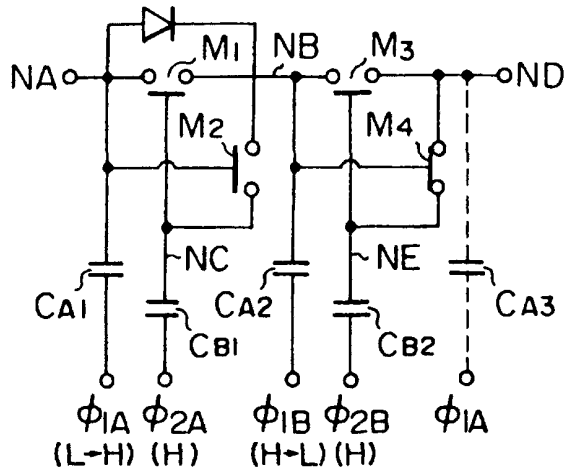 NA M1 NB M3 ND
M2 M4
NC NE
CA1 CB1 CA2 CB2 CA3
ϕ1A ϕ2A ϕ1B ϕ2B ϕ1A
(L→H) (H) (H→L) (H)